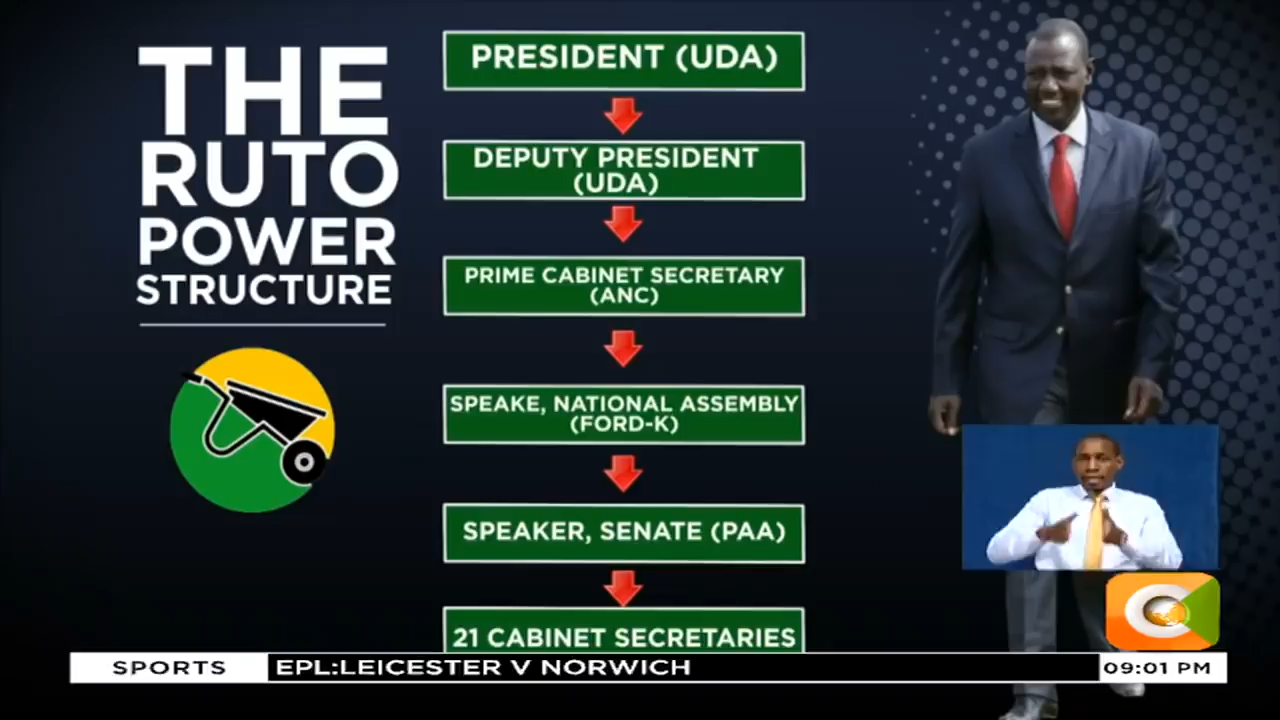 THE
RUTO
POWER
STRUCTURE
PRESIDENT (UDA)
DEPUTY PRESIDENT
(UDA)
PRIME CABINET SECRETARY
(ANC)
SPEAKE, NATIONAL ASSEMBLY
(FORD-K)
SPEAKER, SENATE (PAA)
21 CABINET SECRETARIES
SPORTS
EPL:LEICESTER V NORWICH
09:01 PM